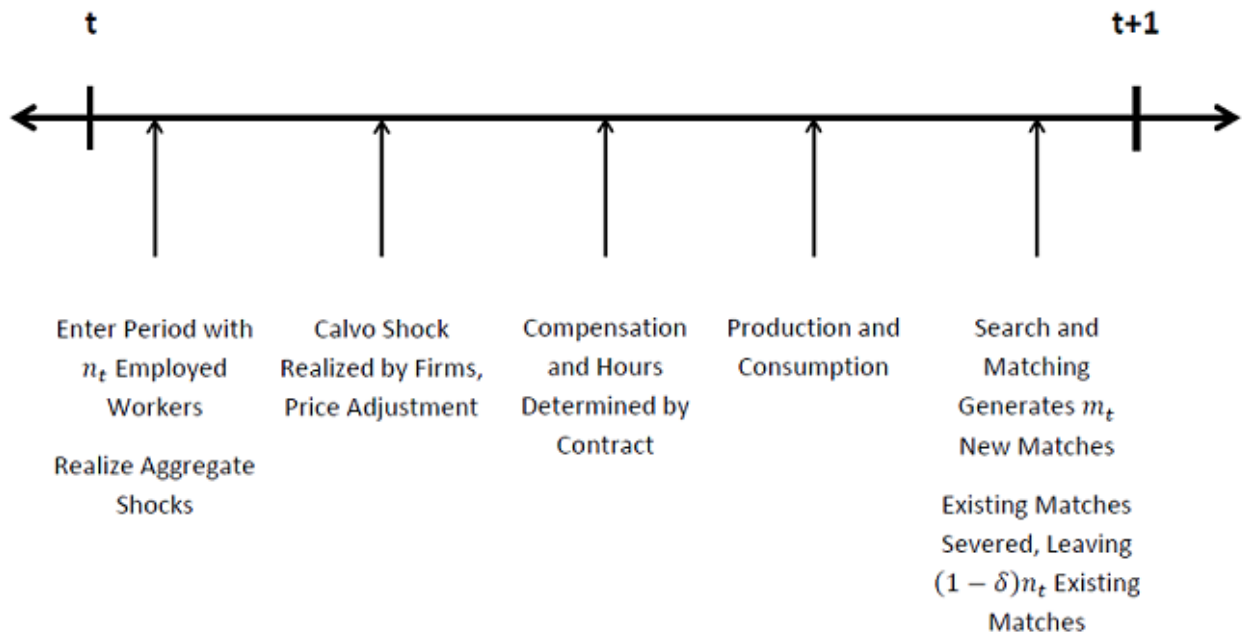 t
t+1
Enter Period with
n_t Employed
Workers
Realize Aggregate
Shocks
Calvo Shock
Realized by Firms,
Price Adjustment
Compensation
and Hours
Determined by
Contract
Production and
Consumption
Search and
Matching
Generates m_t
New Matches
Existing Matches
Severed, Leaving
(1 − δ)n_t Existing
Matches